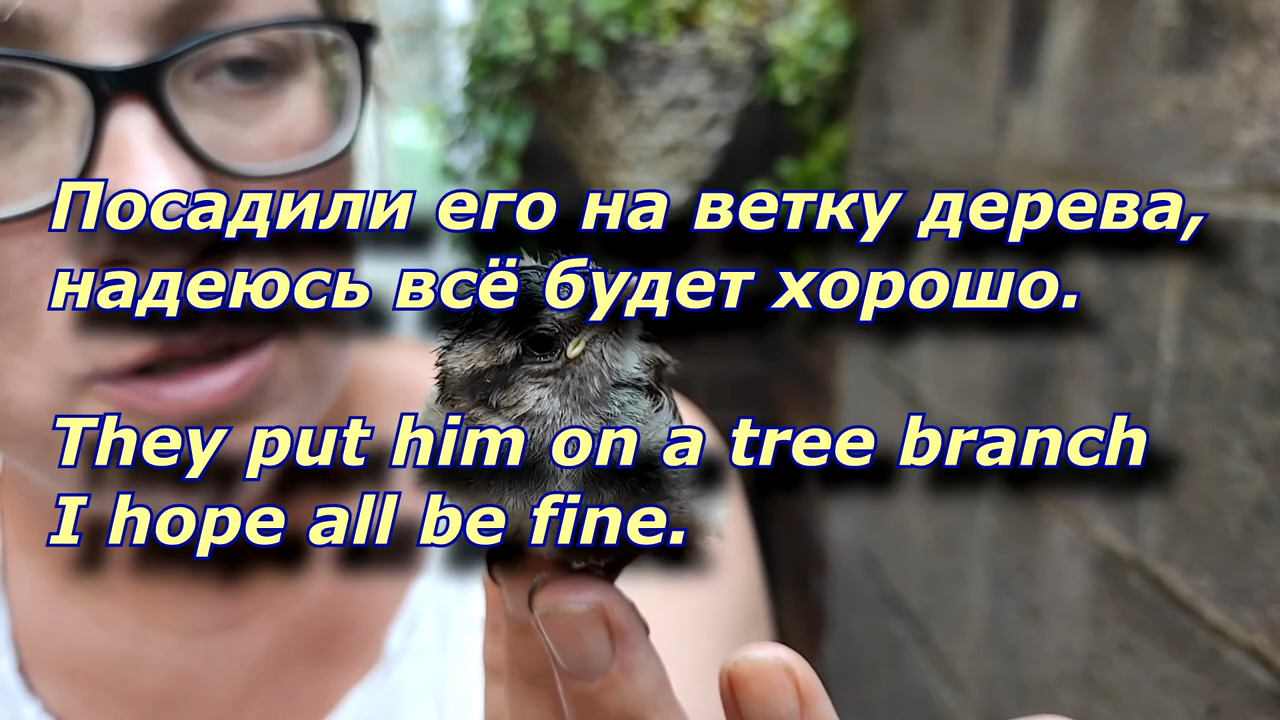 Посадили его на ветку дерева,
надеюсь всё будет хорошо.
They put him on a tree branch
I hope all be fine.